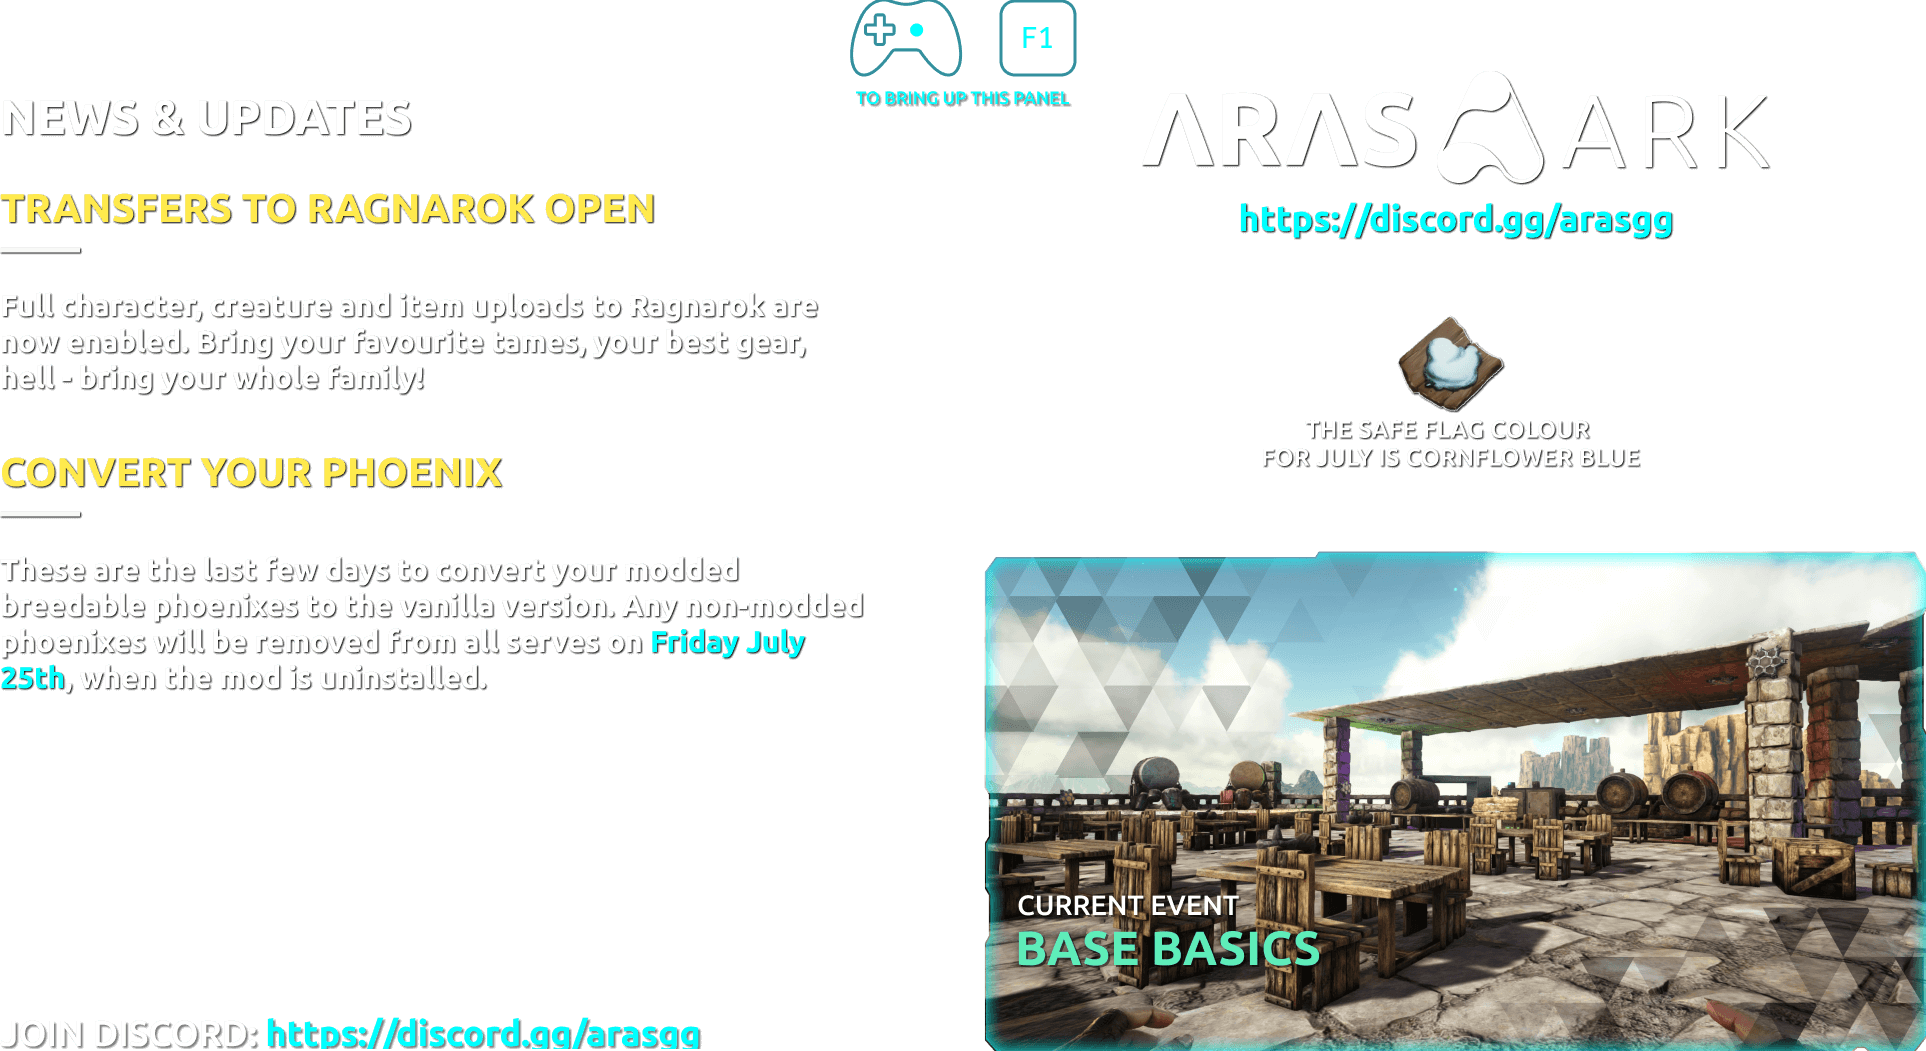 F1
TO BRING UP THIS PANEL
NEWS & UPDATES
TRANSFERS TO RAGNAROK OPEN
Full character, creature and item uploads to Ragnarok are
now enabled. Bring your favourite tames, your best gear,
hell - bring your whole family!
CONVERT YOUR PHOENIX
These are the last few days to convert your modded
breedable phoenixes to the vanilla version. Any non-modded
phoenixes will be removed from all serves on Friday July
25th, when the mod is uninstalled.
JOIN DISCORD: https://discord.gg/arasgg
ARAS ARK
https://discord.gg/arasgg
THE SAFE FLAG COLOUR
FOR JULY IS CORNFLOWER BLUE
CURRENT EVENT
BASE BASICS